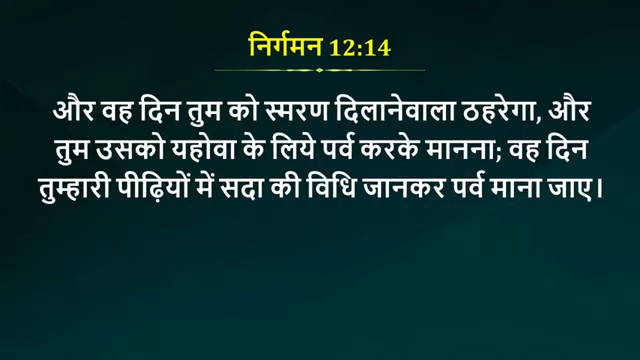 निर्गमन 12:14
और वह दिन तुम को स्मरण दिलानेवाला ठहरेगा, और
तुम उसको यहोवा के लिये पर्व करके मानना; वह दिन
तुम्हारी पीढ़ियों में सदा की विधि जानकर पर्व माना जाए।